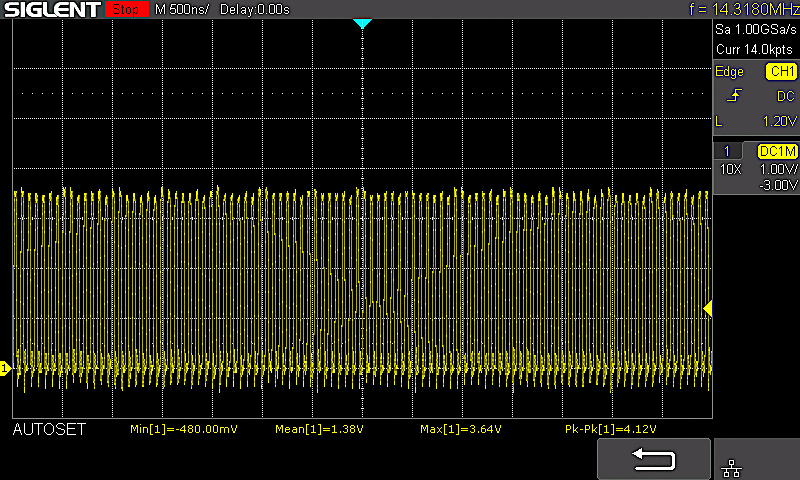 SIGLENT Stop M 500ns/ Delay:0.00s f = 14.3180MHz
Sa 1.00GSa/s
Curr 14.0kpts
Edge CH1
DC
L 1.20V
1 DC1M
10X 1.00V/
-3.00V
1
AUTOSET Min[1]=-480.00mV Mean[1]=1.38V Max[1]=3.64V Pk-Pk[1]=4.12V